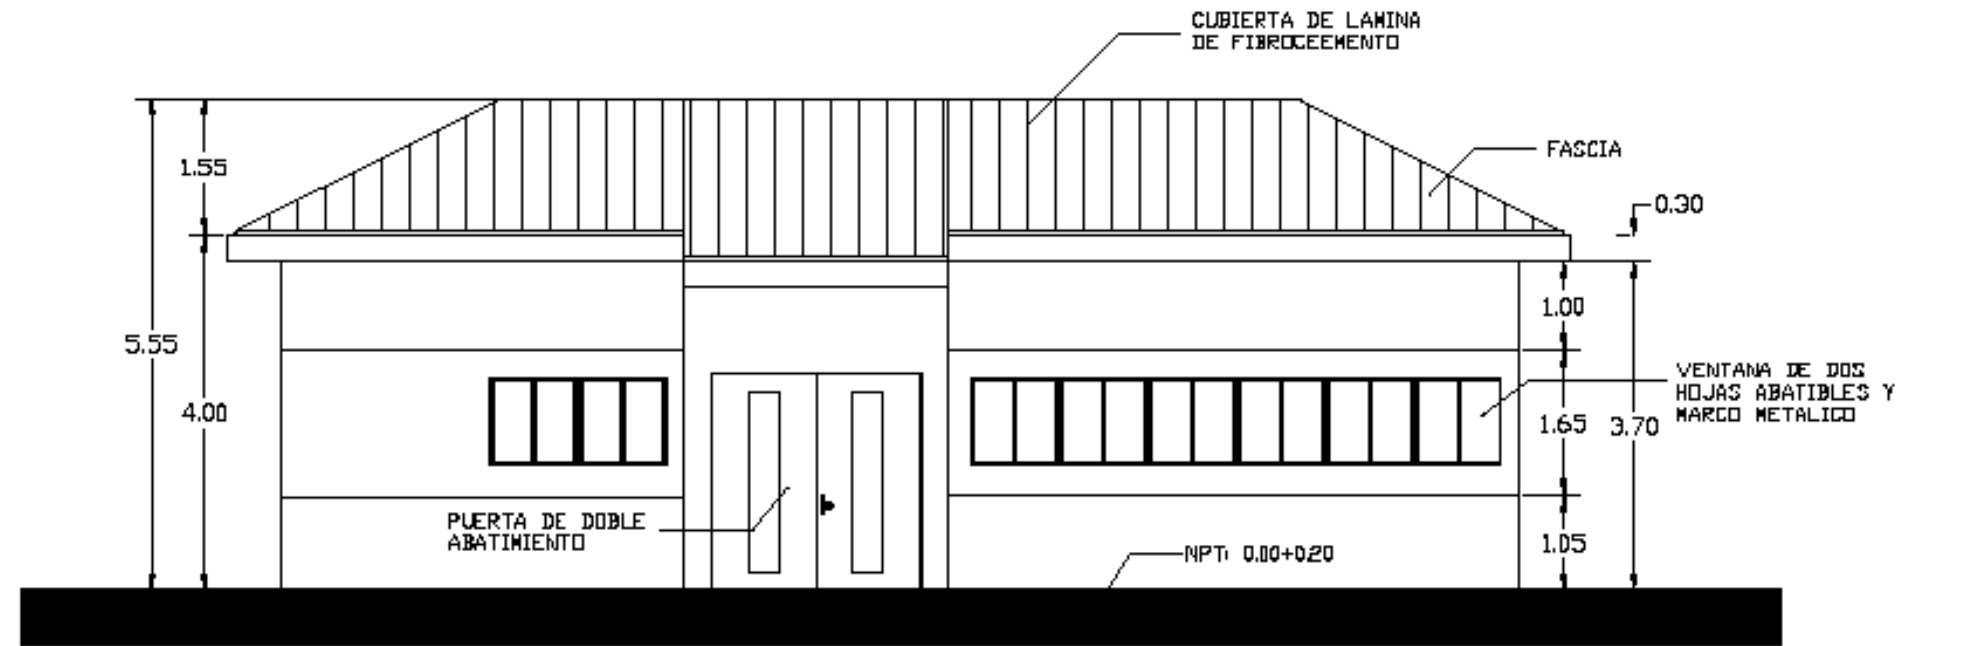 CUBIERTA DE LAMINA
DE FIBROCEEMENTO
FASCIA
1.55
0.30
1.00
5.55
4.00
VENTANA DE DOS
HOJAS ABATIBLES Y
MARCO METALICO
1.65
3.70
PUERTA DE DOBLE
ABATIMIENTO
1.05
NPT: 0.00+0.20